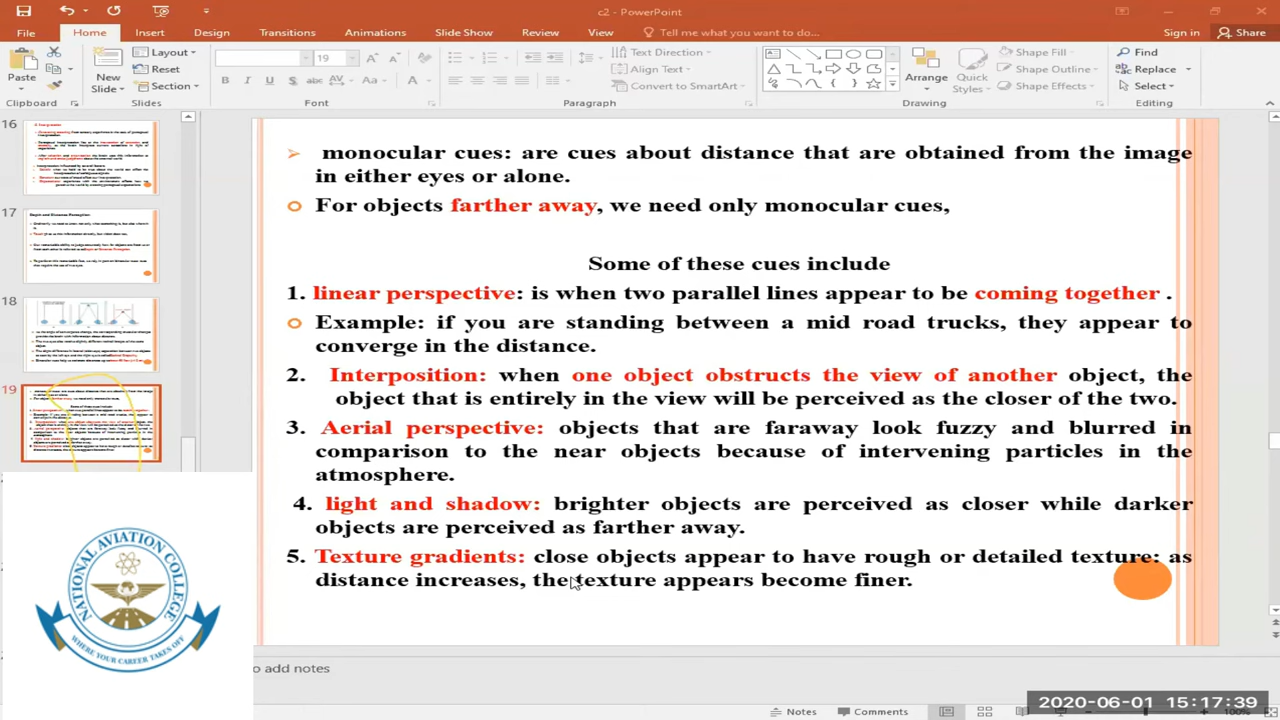 c2 - PowerPoint
File Home Insert Design Transitions Animations Slide Show Review View Tell me what you want to do... Sign in Share
Paste
New Slide
Layout
Reset
Section
19
Text Direction
Align Text
Convert to SmartArt
Arrange
Quick Styles
Shape Fill
Shape Outline
Shape Effects
Find
Replace
Select
Clipboard Slides Font Paragraph Drawing Editing
16
17
Depth and Distance Perception
18
19
onocular cues: are cues about dist that are ained from the image
in either eyes or alone.
For objects farther away, we need only monocular cues,
Some of these cues include
1. linear perspective: is when two parallel lines appear to be coming together .
Example: if you are standing between a mid road trucks, they appear to
converge in the distance.
2. Interposition: when one object obstructs the view of another object, the
object that is entirely in the view will beperceived as the closer of the two.
3. Aerial perspective: objects that are faraway look fuzzy and blurred in
comparison to the near objects because of intervening particles in the
atmosphere.
4. light and shadow: brighter objects are perceived as closer while darker
objects are perceived as farther away.
5. Texture gradients: close objects appear to have rough or detailed texture: as
distance increases, the texture appears become finer.
NATIONAL AVIATION COLLEGE
WHERE YOUR CAREER TAKES OFF
to add notes
2020-06-01 15:17:39
Notes Comments 100%